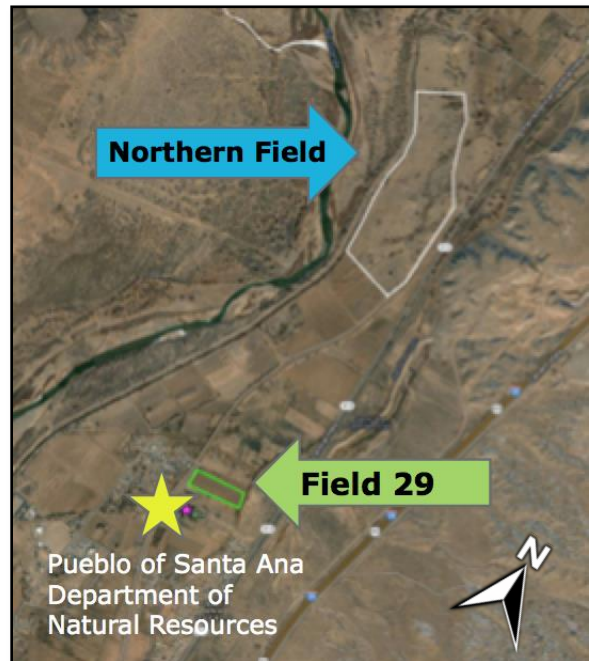 Northern Field
Field 29
Pueblo of Santa Ana
Department of
Natural Resources
N